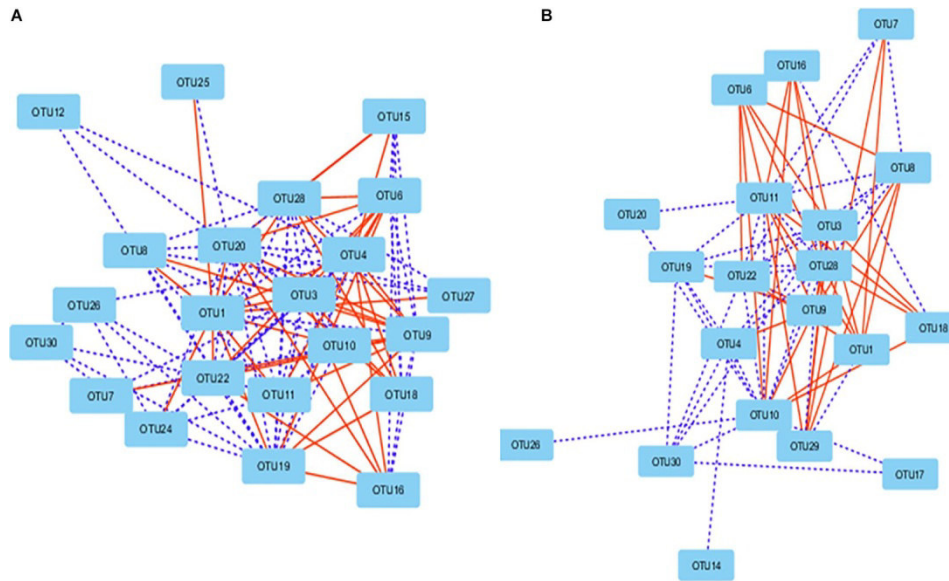 A
OTU25
OTU12
OTU15
OTU28
OTU6
OTU8
OTU20
OTU4
OTU3
OTU27
OTU26
OTU1
OTU9
OTU30
OTU10
OTU22
OTU7
OTU11
OTU18
OTU24
OTU19
OTU16
B
OTU7
OTU16
OTU6
OTU8
OTU11
OTU20
OTU3
OTU19
OTU22
OTU28
OTU9
OTU18
OTU4
OTU1
OTU10
OTU26
OTU29
OTU30
OTU17
OTU14